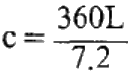 c = 360L / 7.2